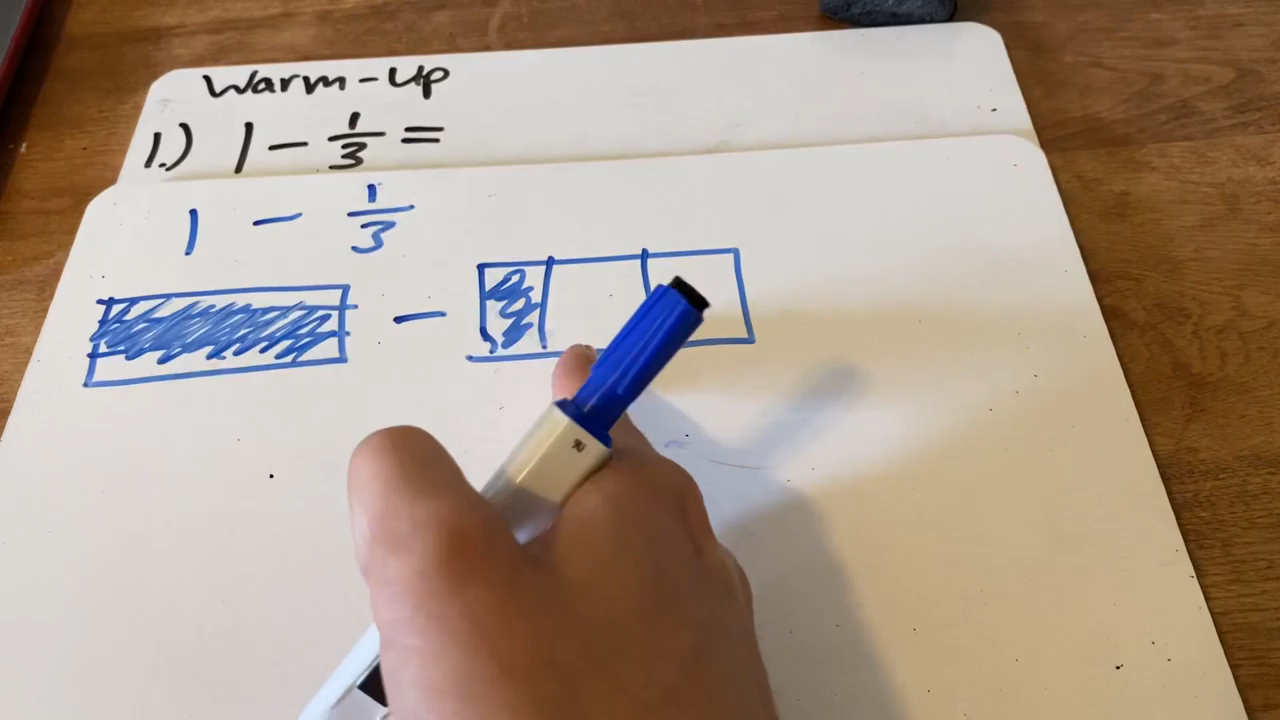 Warm-Up
1.) 1 - 1/3 =
1 - 1/3
-